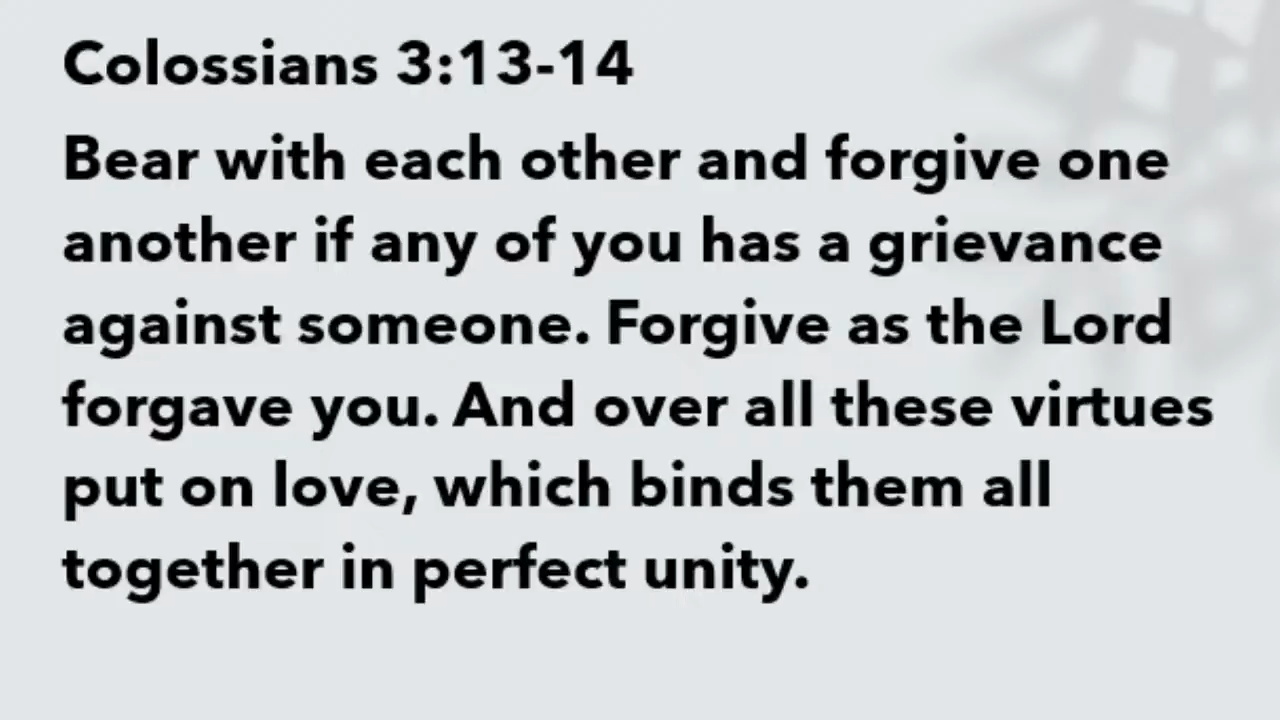 Colossians 3:13-14
Bear with each other and forgive one
another if any of you has a grievance
against someone. Forgive as the Lord
forgave you. And over all these virtues
put on love, which binds them all
together in perfect unity.